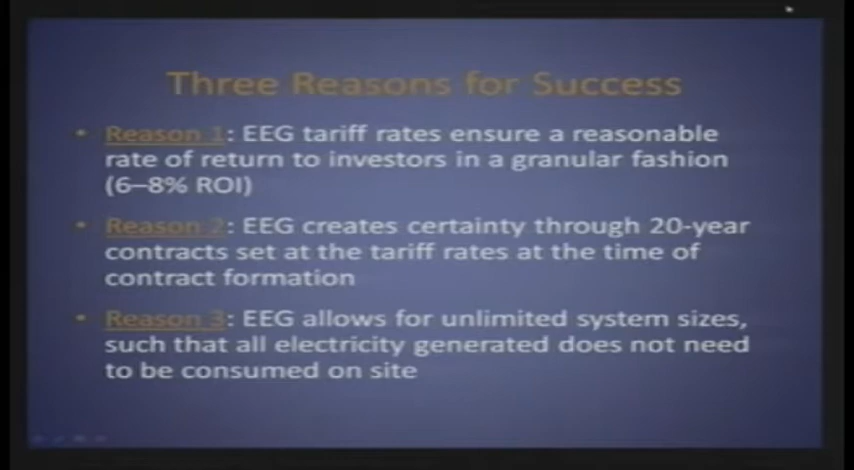 Three Reasons for Success
• Reason 1: EEG tariff rates ensure a reasonable
rate of return to investors in a granular fashion
(6–8% ROI)
• Reason 2: EEG creates certainty through 20-year
contracts set at the tariff rates at the time of
contract formation
• Reason 3: EEG allows for unlimited system sizes,
such that all electricity generated does not need
to be consumed on site